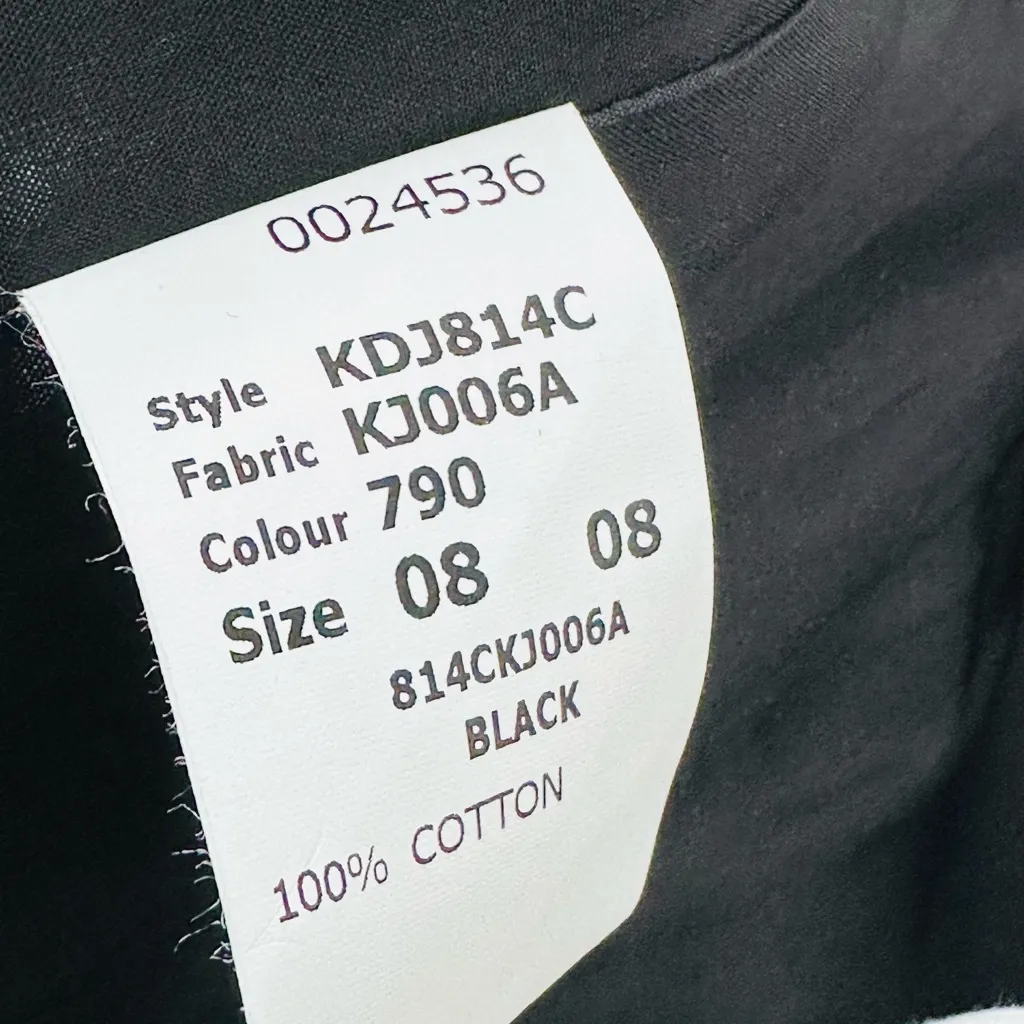 0024536
Style KDJ814C
Fabric KJ006A
Colour 790
Size 08 08
814CKJ006A
BLACK
100% COTTON